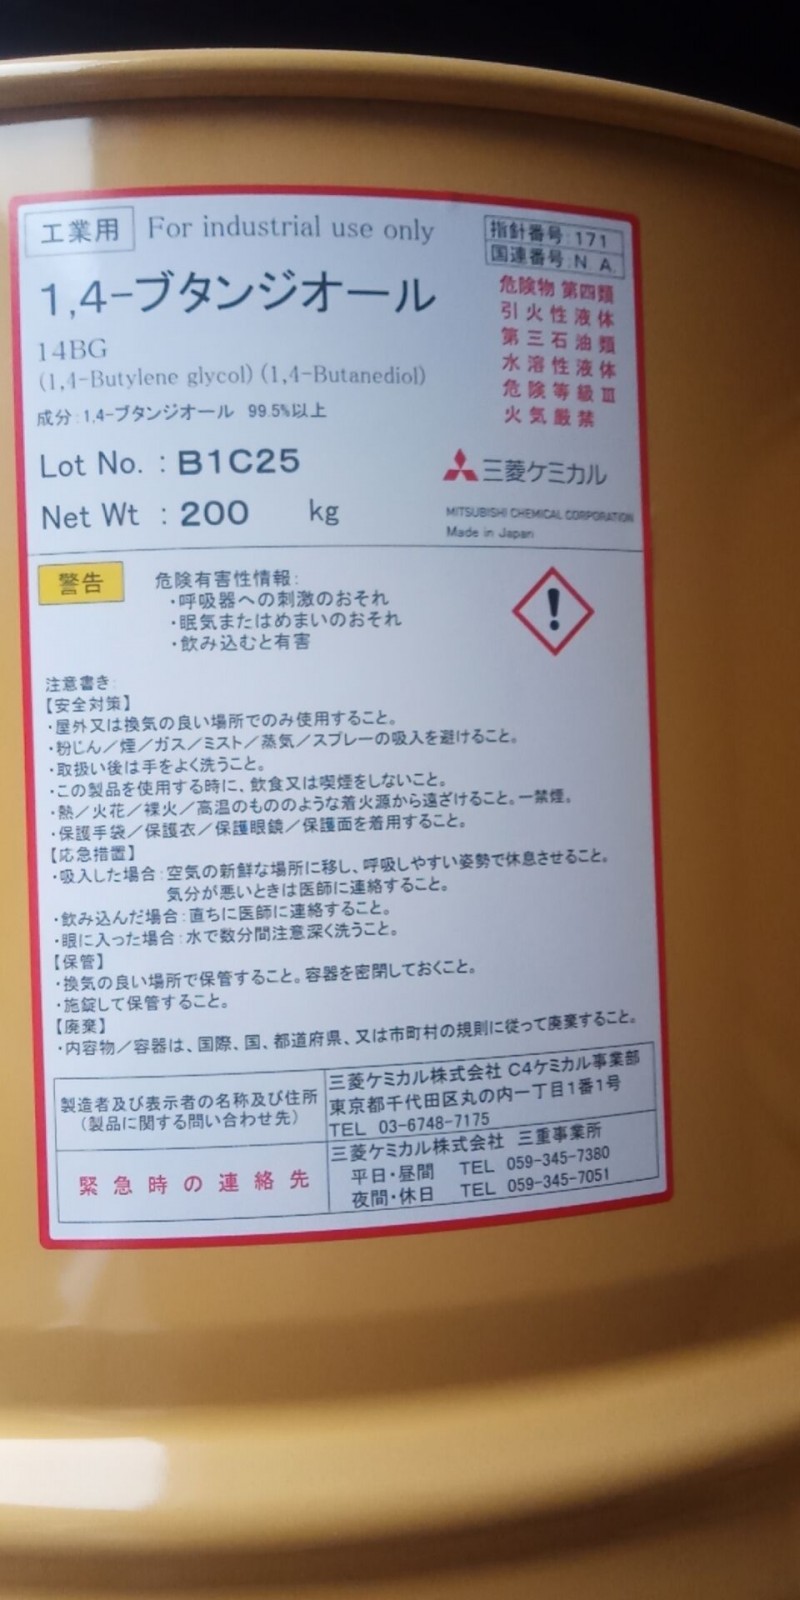 工業用 For industrial use only
指針番号:171
国連番号:N. A.
1,4-ブタンジオール
14BG
(1,4-Butylene glycol) (1,4-Butanediol)
成分:1,4-ブタンジオール 99.5%以上
危険物 第四類
引火性液体
第三石油類
水溶性液体
危険等級Ⅲ
火気厳禁
Lot No. : B1C25
Net Wt : 200 kg
三菱ケミカル
MITSUBISHI CHEMICAL CORPORATION
Made in Japan
警告
危険有害性情報:
・呼吸器への刺激のおそれ
・眠気またはめまいのおそれ
・飲み込むと有害
注意書き:
【安全対策】
・屋外又は換気の良い場所でのみ使用すること。
・粉じん/煙/ガス/ミスト/蒸気/スプレーの吸入を避けること。
・取扱い後は手をよく洗うこと。
・この製品を使用する時に、飲食又は喫煙をしないこと。
・熱/火花/裸火/高温のもののような着火源から遠ざけること。ー禁煙。
・保護手袋/保護衣/保護眼鏡/保護面を着用すること。
【応急措置】
・吸入した場合:空気の新鮮な場所に移し、呼吸しやすい姿勢で休息させること。
気分が悪いときは医師に連絡すること。
・飲み込んだ場合:直ちに医師に連絡すること。
・眼に入った場合:水で数分間注意深く洗うこと。
【保管】
・換気の良い場所で保管すること。容器を密閉しておくこと。
・施錠して保管すること。
【廃棄】
・内容物/容器は、国際、国、都道府県、又は市町村の規則に従って廃棄すること。
製造者及び表示者の名称及び住所
(製品に関する問い合わせ先)
三菱ケミカル株式会社 C4ケミカル事業部
東京都千代田区丸の内一丁目1番1号
TEL 03-6748-7175
緊急時の連絡先
三菱ケミカル株式会社 三重事業所
平日・昼間 TEL 059-345-7380
夜間・休日 TEL 059-345-7051